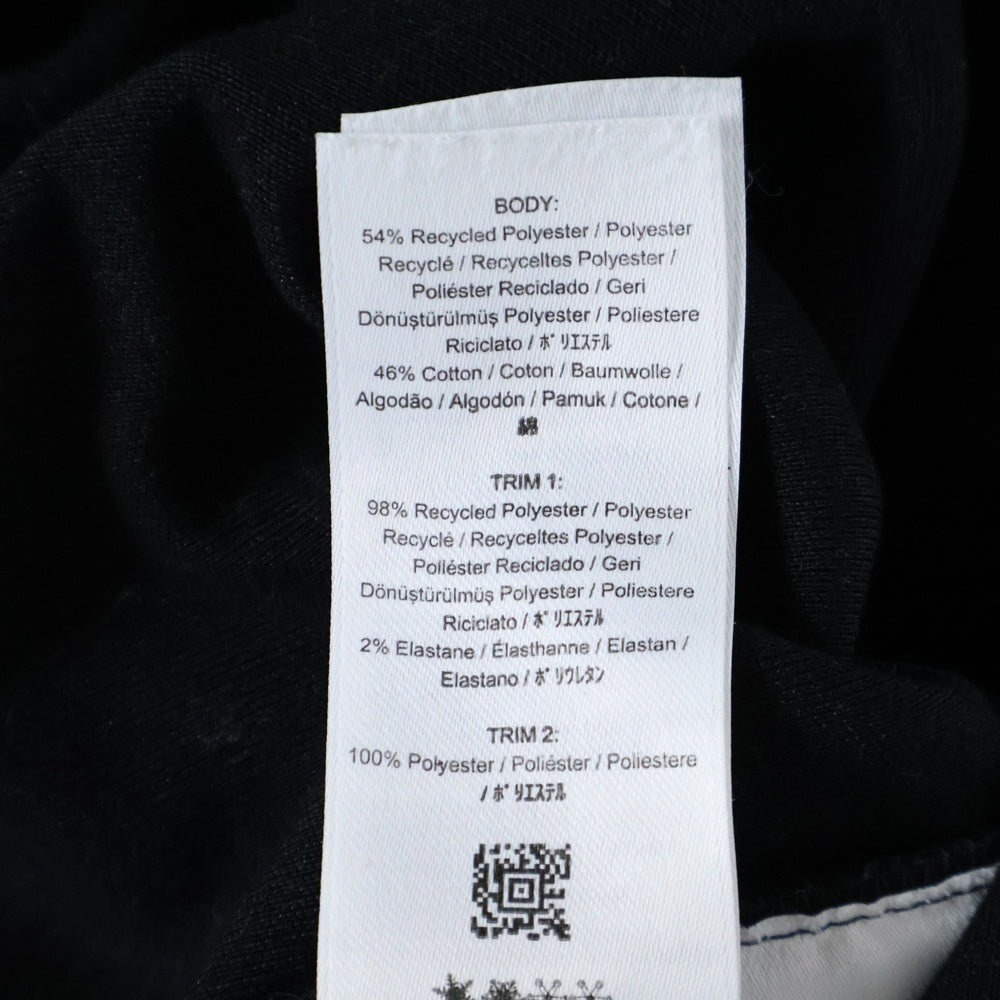 BODY:
54% Recycled Polyester / Polyester
Recyclé / Recyceltes Polyester /
Poliéster Reciclado / Geri
Dönüştürülmüş Polyester / Poliestere
Riciclato / ﾎﾟﾘｴｽﾃﾙ
46% Cotton / Coton / Baumwolle /
Algodão / Algodón / Pamuk / Cotone /
綿
TRIM 1:
98% Recycled Polyester / Polyester
Recyclé / Recyceltes Polyester /
Poliéster Reciclado / Geri
Dönüştürülmüş Polyester / Poliestere
Riciclato / ﾎﾟﾘｴｽﾃﾙ
2% Elastane / Élasthanne / Elastan /
Elastano / ﾎﾟﾘｳﾚﾀﾝ
TRIM 2:
100% Polyester / Poliéster / Poliestere
/ ﾎﾟﾘｴｽﾃﾙ